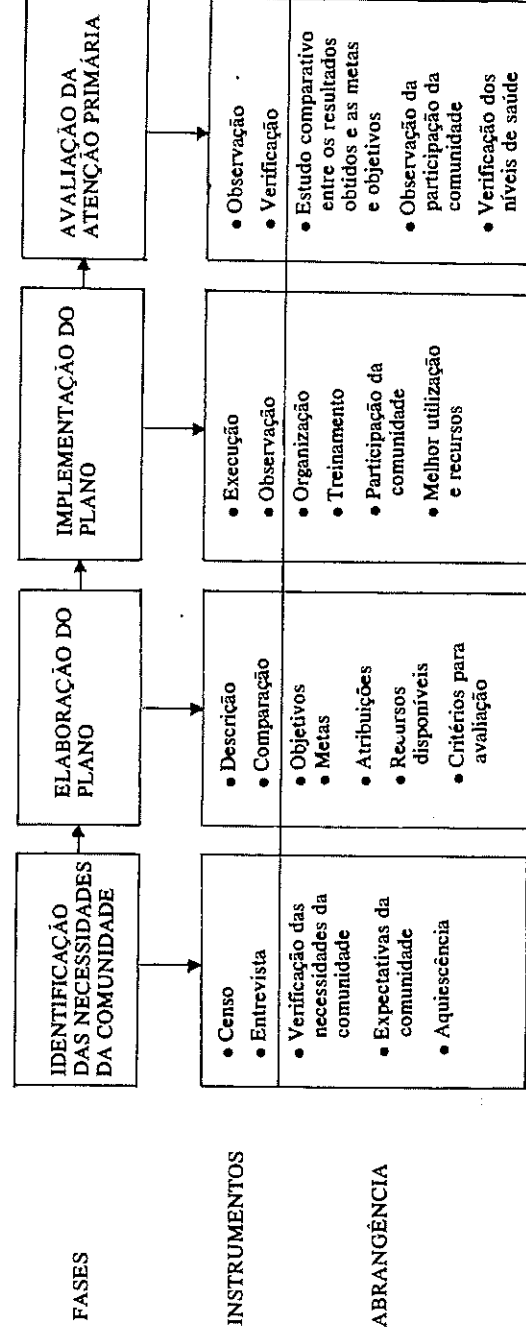 FASES
IDENTIFICAÇÃO
DAS NECESSIDADES
DA COMUNIDADE
ELABORAÇÃO DO
PLANO
IMPLEMENTAÇÃO DO
PLANO
AVALIAÇÃO DA
ATENÇÃO PRIMÁRIA
INSTRUMENTOS
• Censo
• Entrevista
• Descrição
• Comparação
• Execução
• Observação
• Observação
• Verificação
ABRANGÊNCIA
• Verificação das
necessidades da
comunidade
• Expectativas da
comunidade
• Aquiescência
• Objetivos
• Metas
• Atribuições
• Recursos
disponíveis
• Critérios para
avaliação
• Organização
• Treinamento
• Participação da
comunidade
• Melhor utilização
e recursos
• Estudo comparativo
entre os resultados
obtidos e as metas
e objetivos
• Observação da
participação da
comunidade
• Verificação dos
níveis de saúde